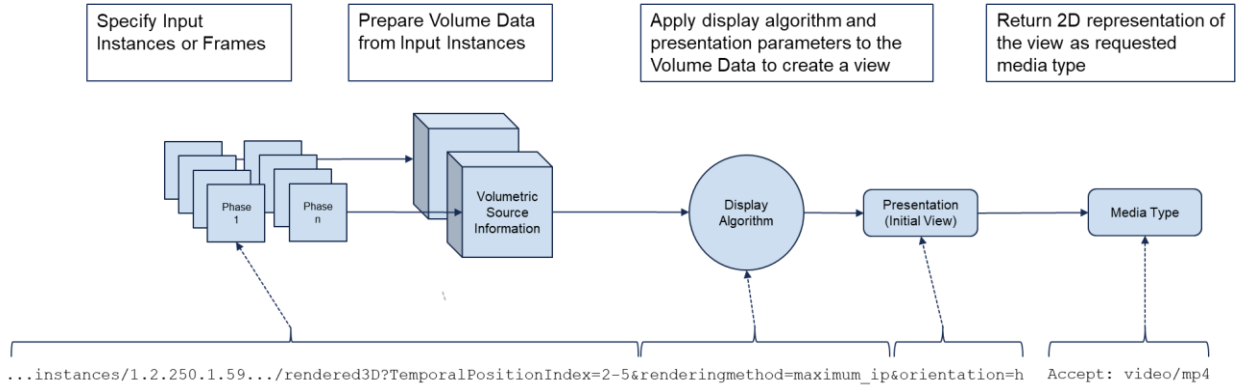 Specify Input
Instances or Frames
Prepare Volume Data
from Input Instances
Apply display algorithm and
presentation parameters to the
Volume Data to create a view
Return 2D representation of
the view as requested
media type
Phase
1
Phase
n
Volumetric
Source
Information
Display
Algorithm
Presentation
(Initial View)
Media Type
...instances/1.2.250.1.59.../rendered3D?TemporalPositionIndex=2-5&renderingmethod=maximum_ip&orientation=h
Accept: video/mp4